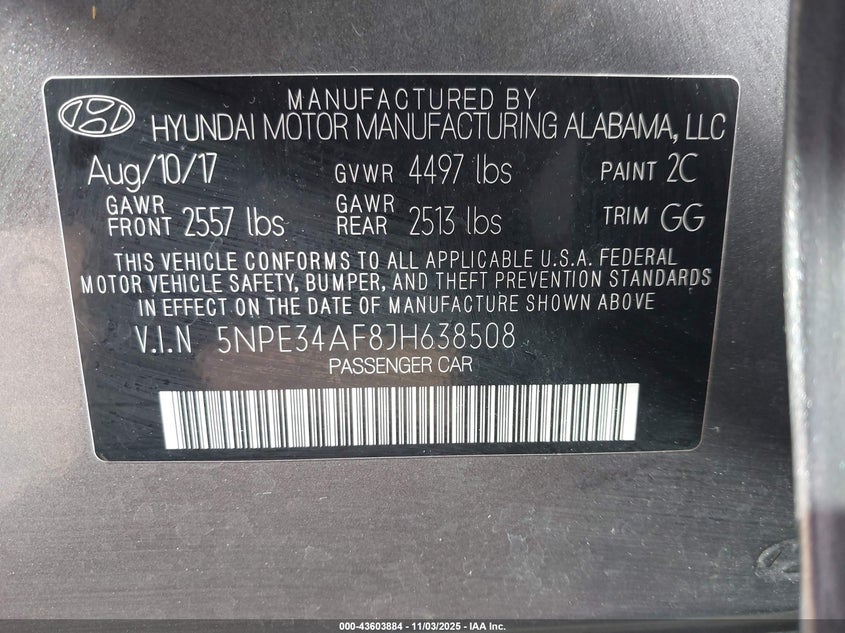 MANUFACTURED BY
HYUNDAI MOTOR MANUFACTURING ALABAMA, LLC
Aug/10/17 GVWR 4497 lbs PAINT 2C
GAWR FRONT 2557 lbs GAWR REAR 2513 lbs TRIM GG
THIS VEHICLE CONFORMS TO ALL APPLICABLE U.S.A. FEDERAL
MOTOR VEHICLE SAFETY, BUMPER, AND THEFT PREVENTION STANDARDS
IN EFFECT ON THE DATE OF MANUFACTURE SHOWN ABOVE
V.I.N 5NPE34AF8JH638508
PASSENGER CAR
000-43603884 - 11/03/2025 - IAA Inc.